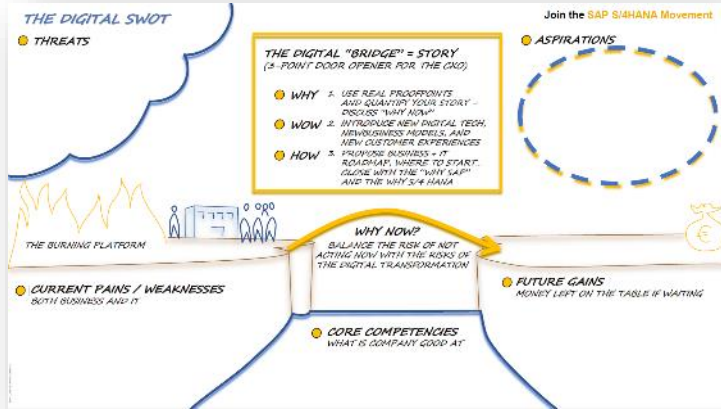 THE DIGITAL SWOT
Join the SAP S/4HANA Movement
THREATS
THE DIGITAL "BRIDGE" = STORY
(3-POINT DOOR OPENER FOR THE CXO)
WHY 1. USE REAL PROOFPOINTS
AND QUANTIFY YOUR STORY –
DISCUSS "WHY NOW"
WOW 2. INTRODUCE NEW DIGITAL TECH,
NEWBUSINESS MODELS, AND
NEW CUSTOMER EXPERIENCES
HOW 3. PROPOSE BUSINESS + IT
ROADMAP, WHERE TO START.
CLOSE WITH THE "WHY SAP"
AND THE WHY S/4 HANA
ASPIRATIONS
THE BURNING PLATFORM
WHY NOW?
BALANCE THE RISK OF NOT
ACTING NOW WITH THE RISKS OF
THE DIGITAL TRANSFORMATION
€
CURRENT PAINS / WEAKNESSES
BOTH BUSINESS AND IT
FUTURE GAINS
MONEY LEFT ON THE TABLE IF WAITING
CORE COMPETENCIES
WHAT IS COMPANY GOOD AT